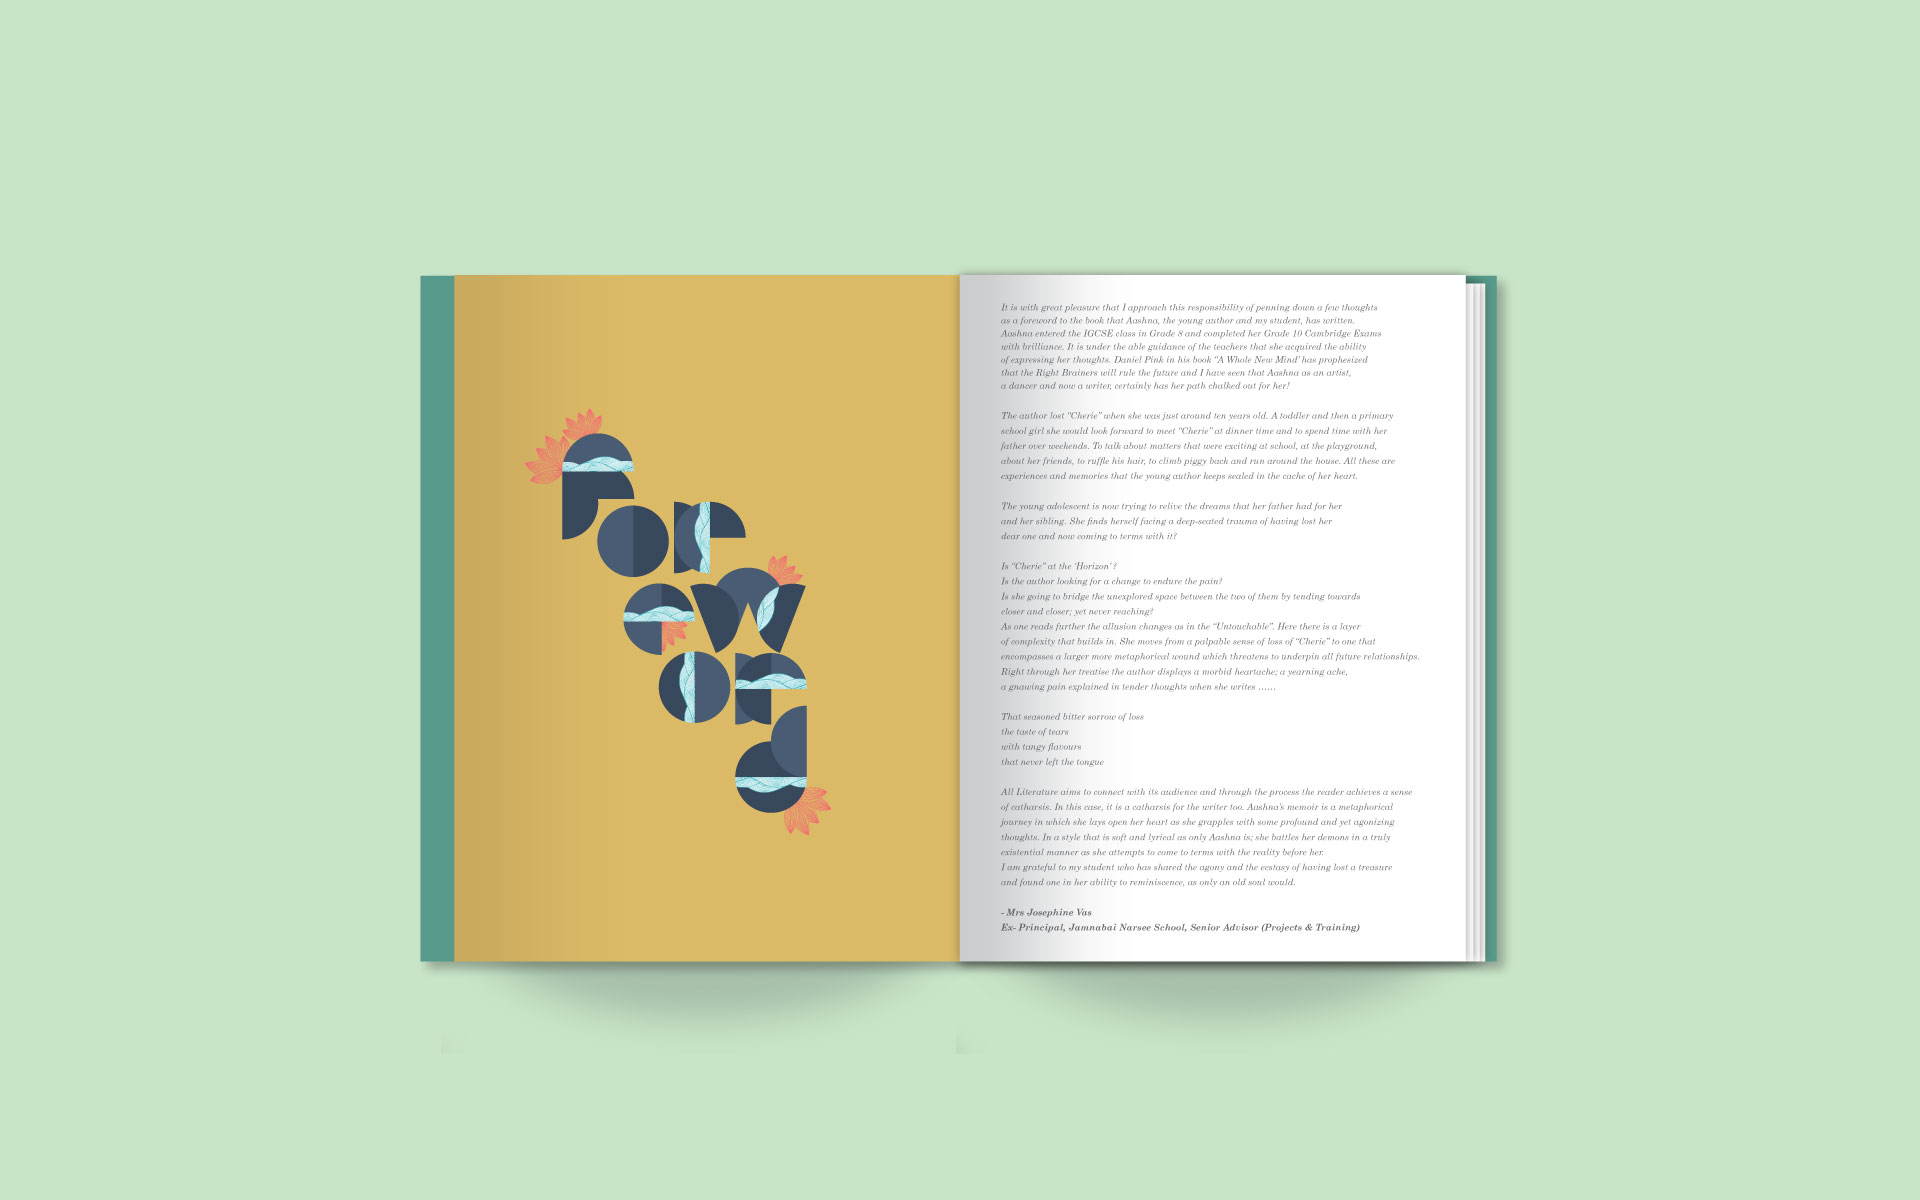 Foreword
It is with great pleasure that I approach this responsibility of penning down a few thoughts
as a foreword to the book that Aashna, the young author and my student, has written.
Aashna entered the IGCSE class in Grade 8 and completed her Grade 10 Cambridge Exams
with brilliance. It is under the able guidance of the teachers that she acquired the ability
of expressing her thoughts. Daniel Pink in his book "A Whole New Mind' has prophesized
that the Right Brainers will rule the future and I have seen that Aashna as an artist,
a dancer and now a writer, certainly has her path chalked out for her!
The author lost "Cherie" when she was just around ten years old. A toddler and then a primary
school girl she would look forward to meet "Cherie" at dinner time and to spend time with her
father over weekends. To talk about matters that were exciting at school, at the playground,
about her friends, to ruffle his hair, to climb piggy back and run around the house. All these are
experiences and memories that the young author keeps sealed in the cache of her heart.
The young adolescent is now trying to relive the dreams that her father had for her
and her sibling. She finds herself facing a deep-seated trauma of having lost her
dear one and now coming to terms with it?
Is "Cherie" at the 'Horizon'?
Is the author looking for a change to endure the pain?
Is she going to bridge the unexplored space between the two of them by tending towards
closer and closer; yet never reaching?
As one reads further the allusion changes as in the "Untouchable". Here there is a layer
of complexity that builds in. She moves from a palpable sense of loss of "Cherie" to one that
encompasses a larger more metaphorical wound which threatens to underpin all future relationships.
Right through her treatise the author displays a morbid heartache; a yearning ache,
a gnawing pain explained in tender thoughts when she writes ......
That seasoned bitter sorrow of loss
the taste of tears
with tangy flavours
that never left the tongue
All Literature aims to connect with its audience and through the process the reader achieves a sense
of catharsis. In this case, it is a catharsis for the writer too. Aashna's memoir is a metaphorical
journey in which she lays open her heart as she grapples with some profound and yet agonizing
thoughts. In a style that is soft and lyrical as only Aashna is; she battles her demons in a truly
existential manner as she attempts to come to terms with the reality before her.
I am grateful to my student who has shared the agony and the ecstasy of having lost a treasure
and found one in her ability to reminiscence, as only an old soul would.
- Mrs Josephine Vas
Ex- Principal, Jamnabai Narsee School, Senior Advisor (Projects & Training)